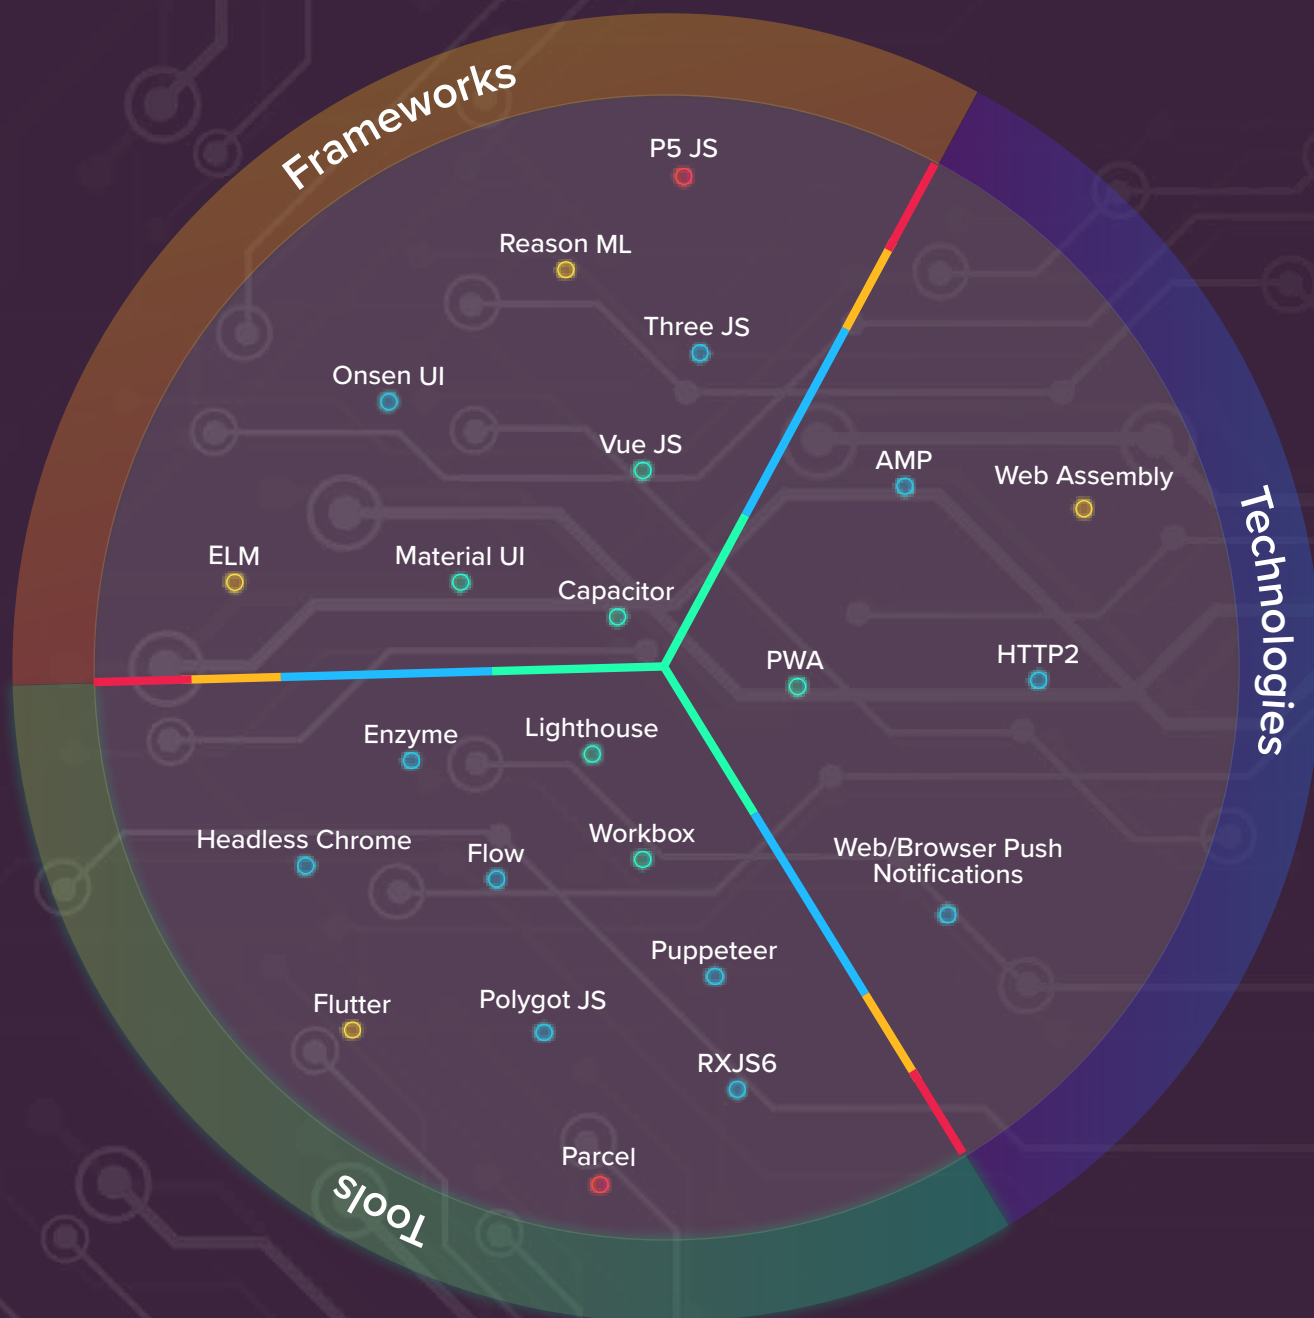 Frameworks
P5 JS
Reason ML
Three JS
Onsen UI
Vue JS
ELM
Material UI
Capacitor
Technologies
AMP
Web Assembly
PWA
HTTP2
Web/Browser Push
Notifications
Tools
Enzyme
Lighthouse
Headless Chrome
Flow
Workbox
Puppeteer
Flutter
Polygot JS
RXJS6
Parcel